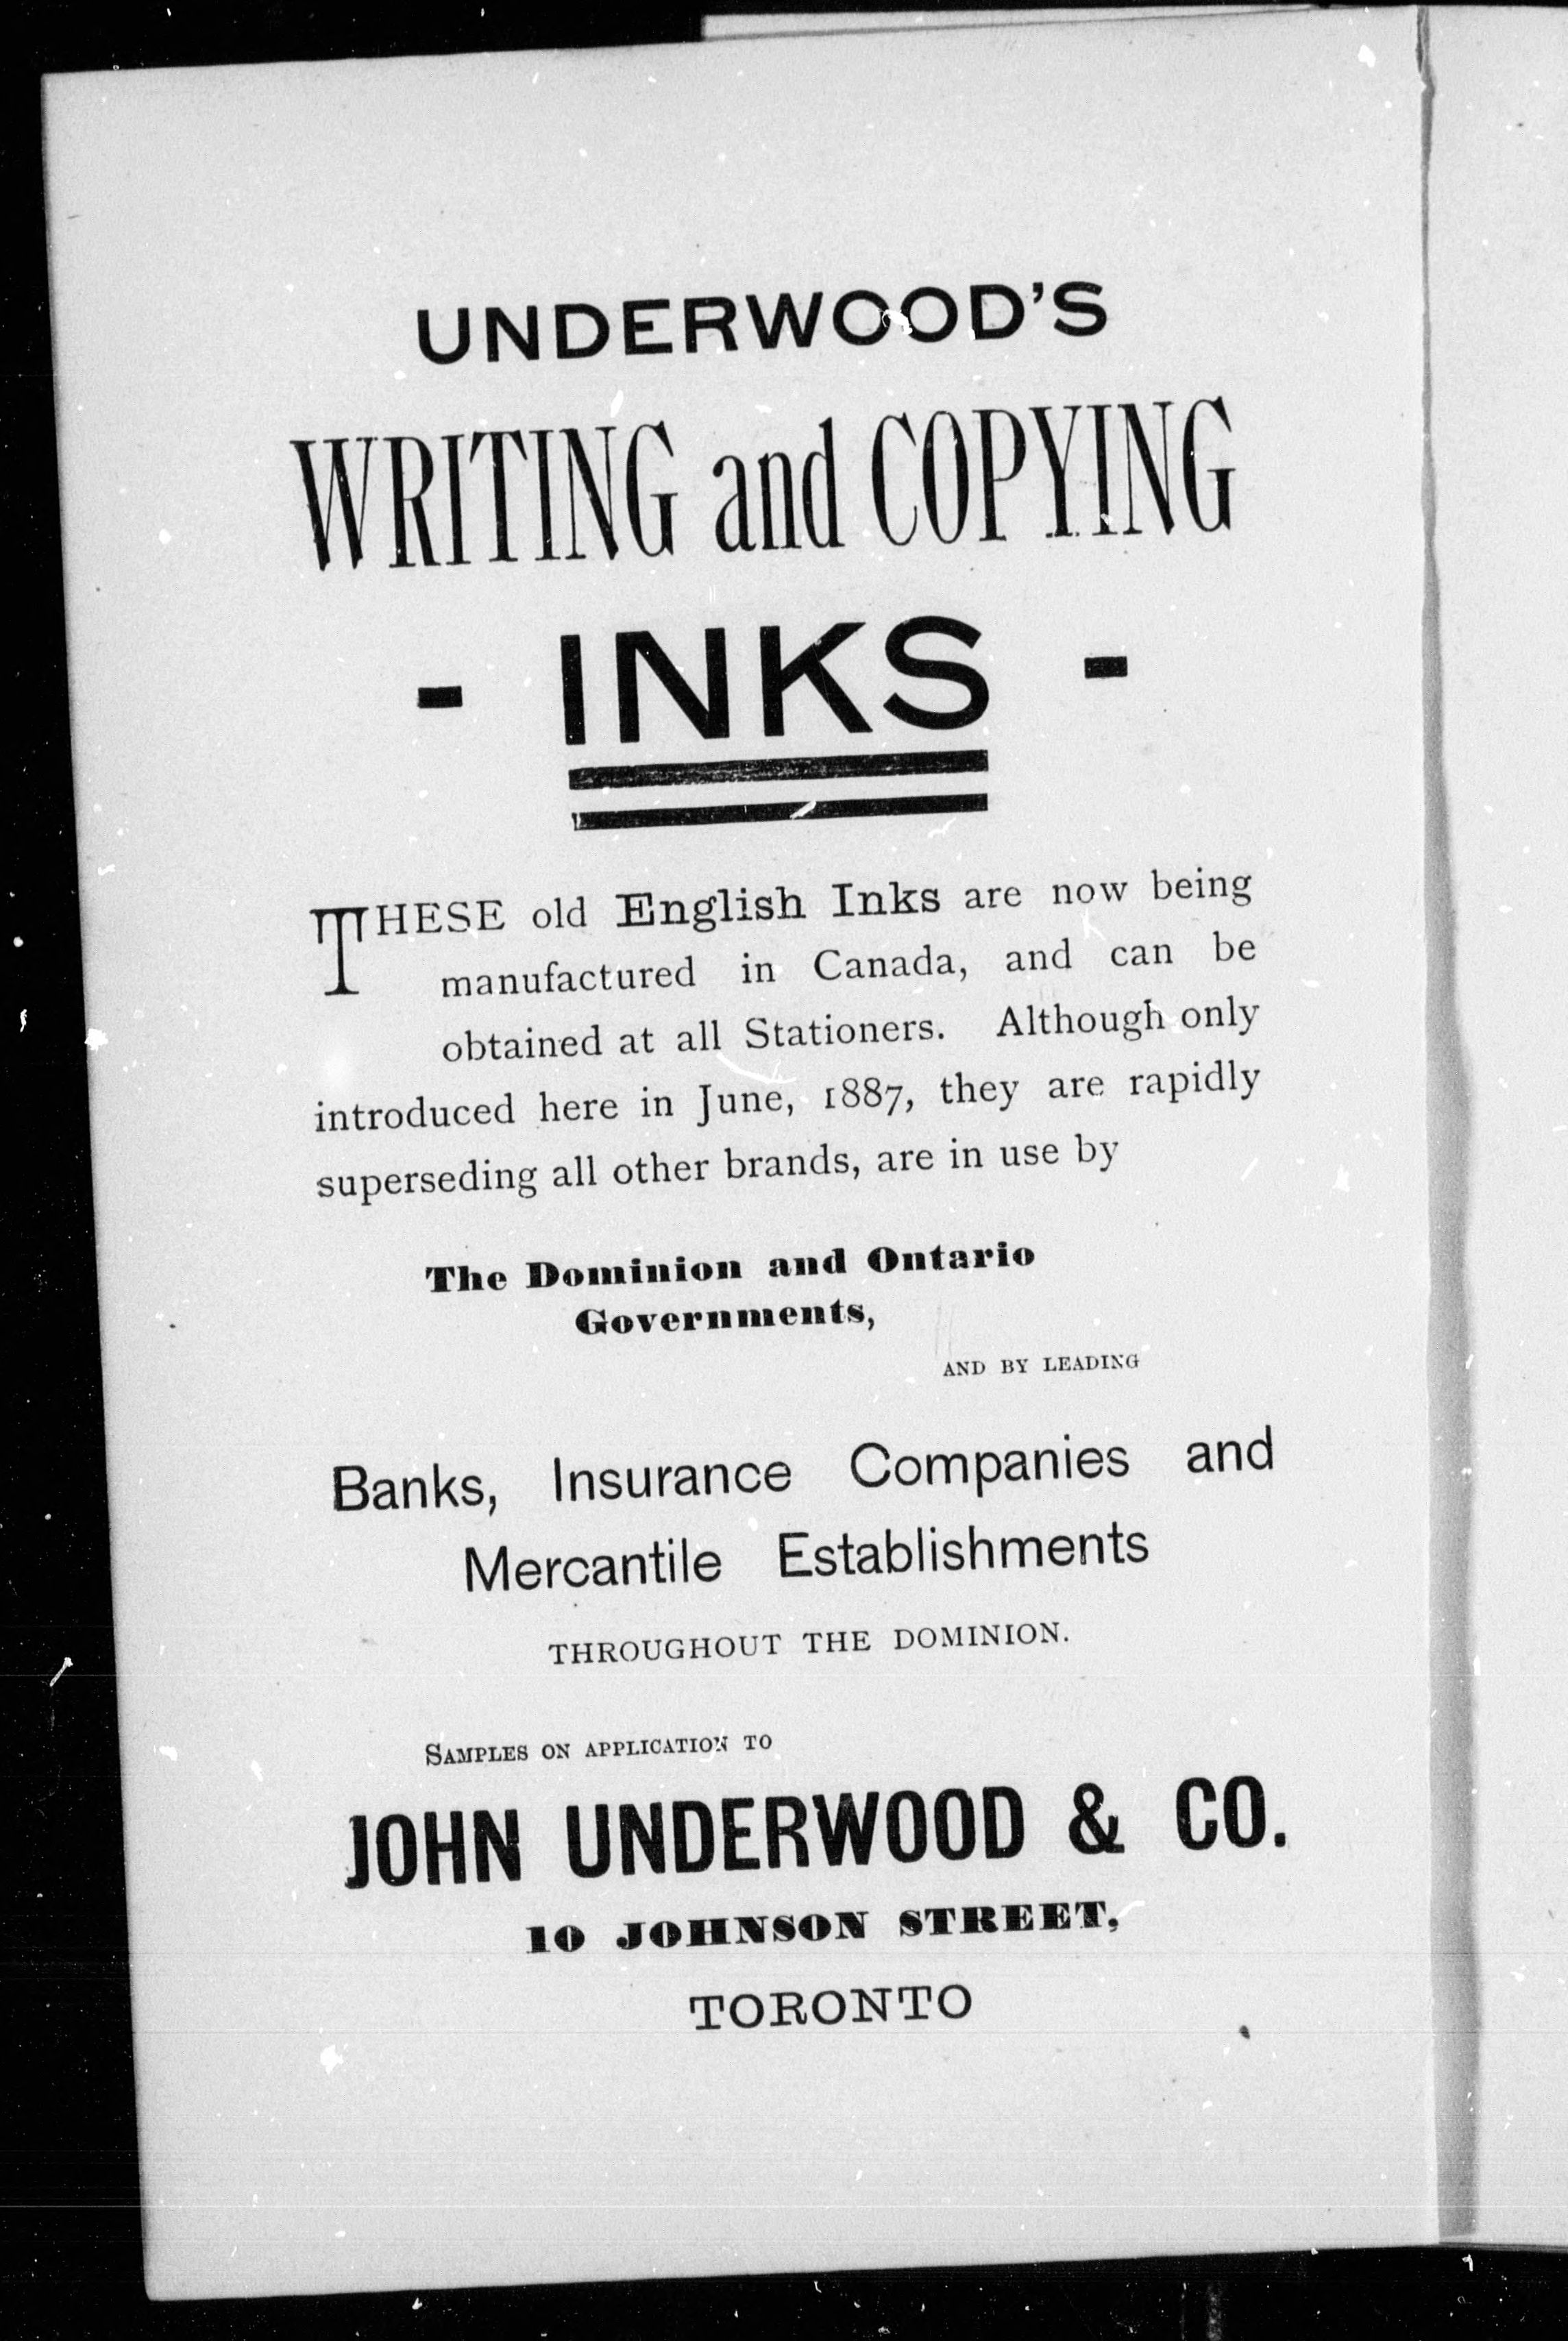 UNDERWOOD'S
WRITING and COPYING
- INKS -
THESE old English Inks are now being
manufactured in Canada, and can be
obtained at all Stationers. Although only
introduced here in June, 1887, they are rapidly
superseding all other brands, are in use by
The Dominion and Ontario
Governments,
AND BY LEADING
Banks, Insurance Companies and
Mercantile Establishments
THROUGHOUT THE DOMINION.
SAMPLES ON APPLICATION TO
JOHN UNDERWOOD & CO.
10 JOHNSON STREET,
TORONTO